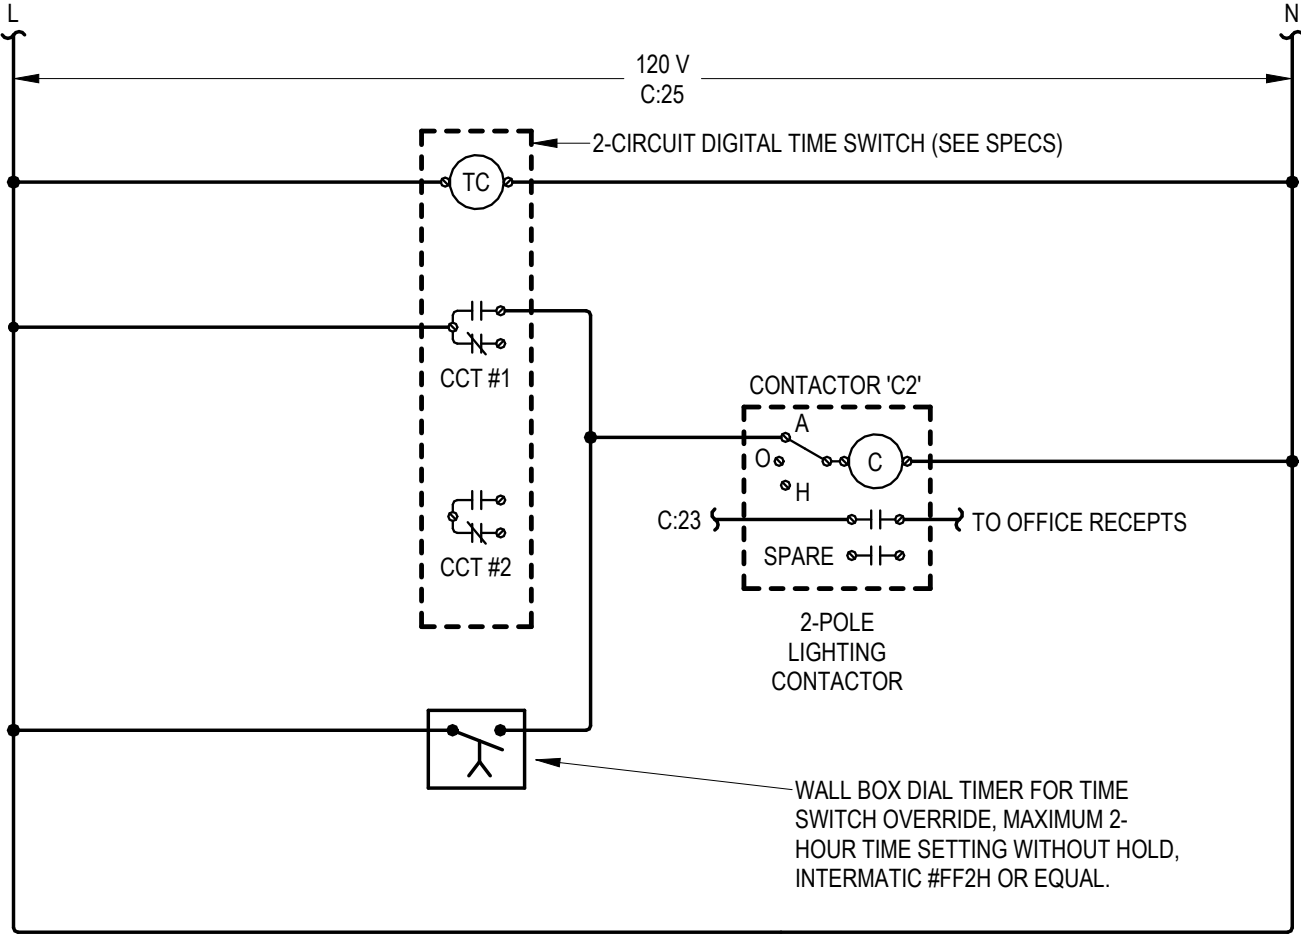 L
N
120 V
C:25
2-CIRCUIT DIGITAL TIME SWITCH (SEE SPECS)
TC
CCT #1
CONTACTOR 'C2'
A
O
C
H
C:23
TO OFFICE RECEPTS
SPARE
CCT #2
2-POLE
LIGHTING
CONTACTOR
WALL BOX DIAL TIMER FOR TIME
SWITCH OVERRIDE, MAXIMUM 2-
HOUR TIME SETTING WITHOUT HOLD,
INTERMATIC #FF2H OR EQUAL.